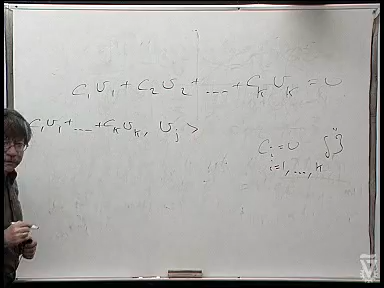 c₁v₁ + c₂v₂ + ... + cₖvₖ = 0
c₁v₁ + ... + cₖvₖ, vⱼ >
cᵢ = 0
i = 1, ..., k